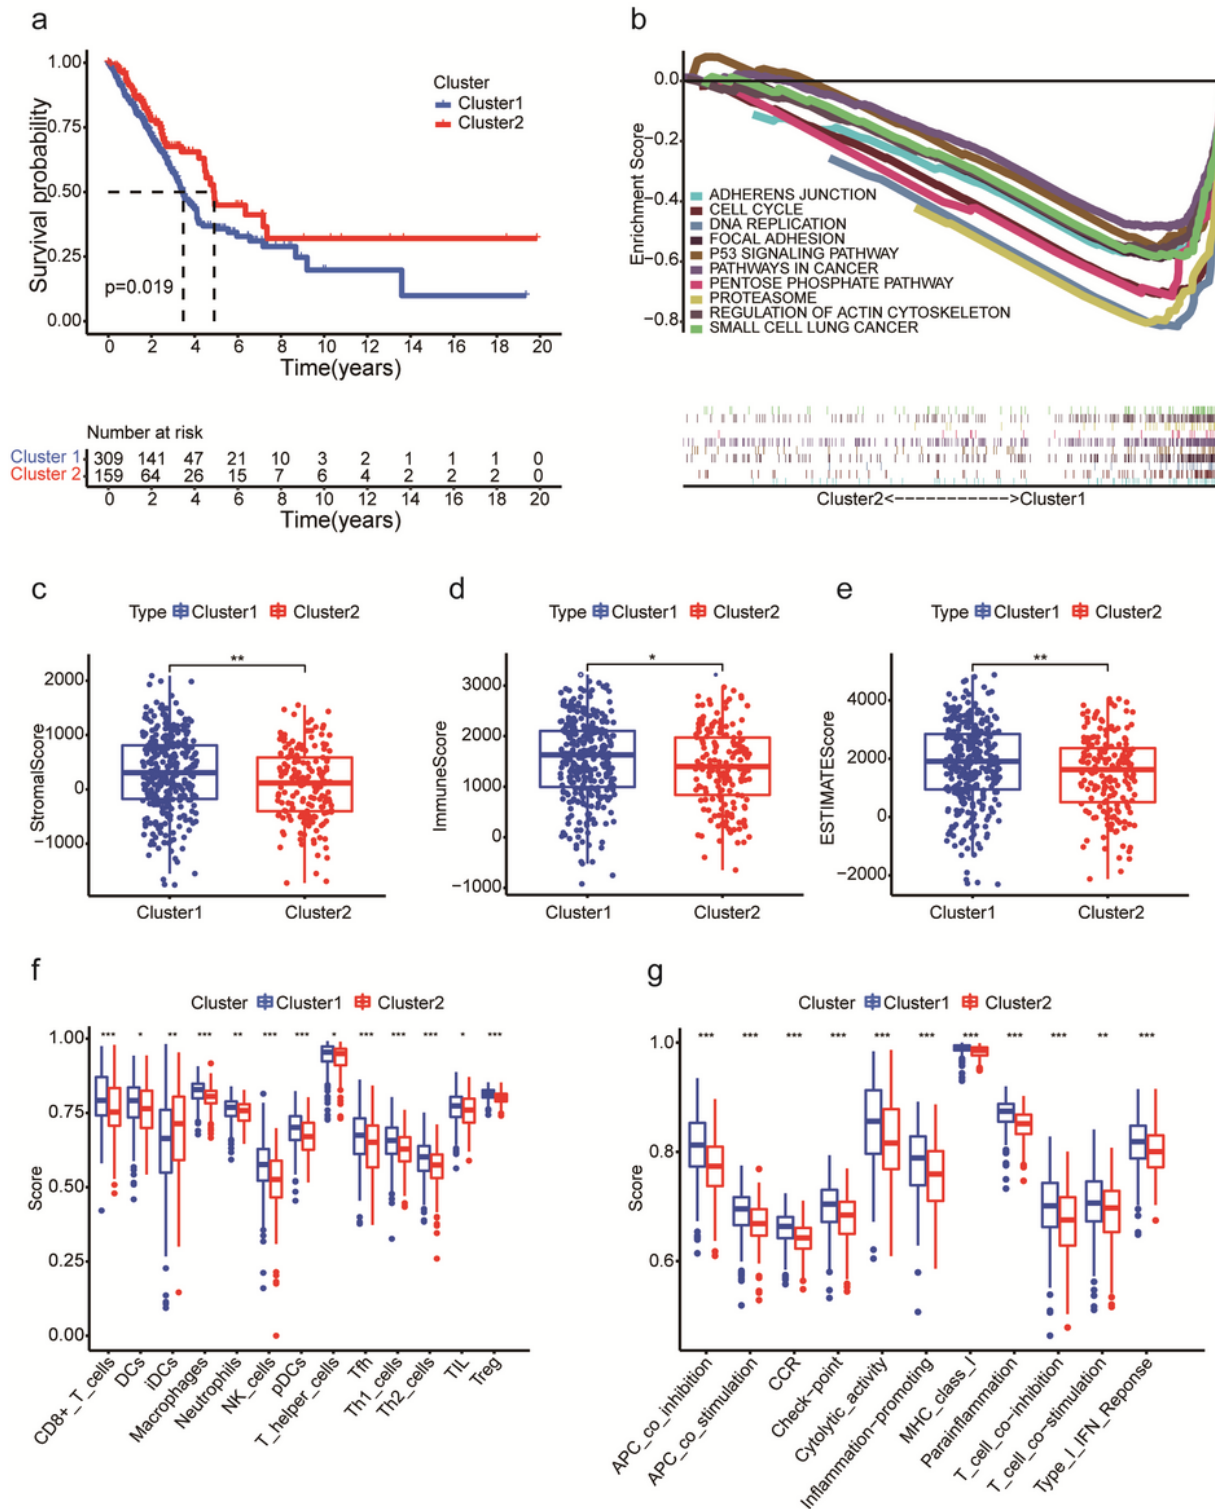 a
Cluster
Cluster1
Cluster2
1.00
0.75
0.50
0.25
0.00
Survival probability
p=0.019
0 2 4 6 8 10 12 14 16 18 20
Time(years)
Number at risk
Cluster 1 309 141 47 21 10 3 2 1 1 1 0
Cluster 2 159 64 26 15 7 6 4 2 2 2 0
0 2 4 6 8 10 12 14 16 18 20
Time(years)
b
0.0
−0.2
−0.4
−0.6
−0.8
Enrichment Score
ADHERENS JUNCTION
CELL CYCLE
DNA REPLICATION
FOCAL ADHESION
P53 SIGNALING PATHWAY
PATHWAYS IN CANCER
PENTOSE PHOSPHATE PATHWAY
PROTEASOME
REGULATION OF ACTIN CYTOSKELETON
SMALL CELL LUNG CANCER
Cluster2<------------->Cluster1
c
Type Cluster1 Cluster2
**
2000
1000
0
−1000
StromalScore
Cluster1 Cluster2
d
Type Cluster1 Cluster2
*
3000
2000
1000
0
−1000
ImmuneScore
Cluster1 Cluster2
e
Type Cluster1 Cluster2
**
4000
2000
0
−2000
ESTIMATEScore
Cluster1 Cluster2
f
Cluster Cluster1 Cluster2
*** * ** *** ** *** *** * *** *** *** * ***
1.00
0.75
0.50
0.25
0.00
Score
CD8+_T_cells
DCs
iDCs
Macrophages
Neutrophils
NK_cells
pDCs
T_helper_cells
Tfh
Th1_cells
Th2_cells
TIL
Treg
g
Cluster Cluster1 Cluster2
*** *** *** *** *** *** *** *** *** ** ***
1.0
0.8
0.6
Score
APC_co_inhibition
APC_co_stimulation
CCR
Check−point
Cytolytic_activity
Inflammation−promoting
MHC_class_I
Parainflammation
T_cell_co−inhibition
T_cell_co−stimulation
Type_I_IFN_Reponse